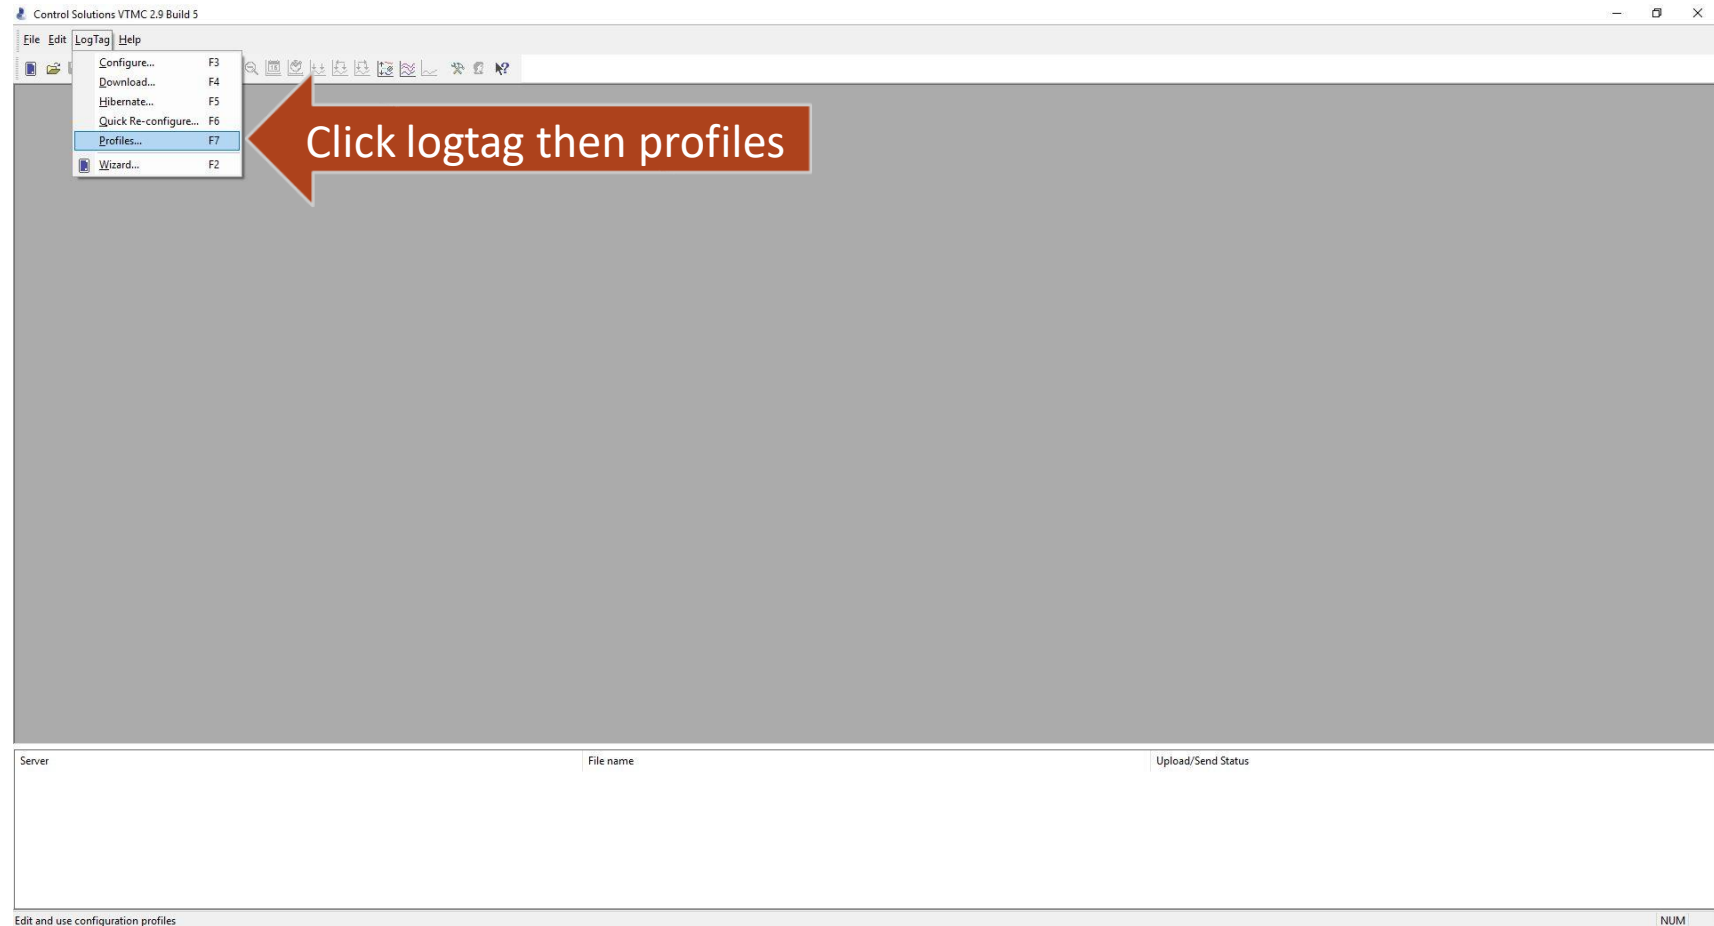 Control Solutions VTMC 2.9 Build 5
File Edit LogTag Help
Configure... F3
Download... F4
Hibernate... F5
Quick Re-configure... F6
Profiles... F7
Wizard... F2
Click logtag then profiles
Server File name Upload/Send Status
Edit and use configuration profiles NUM